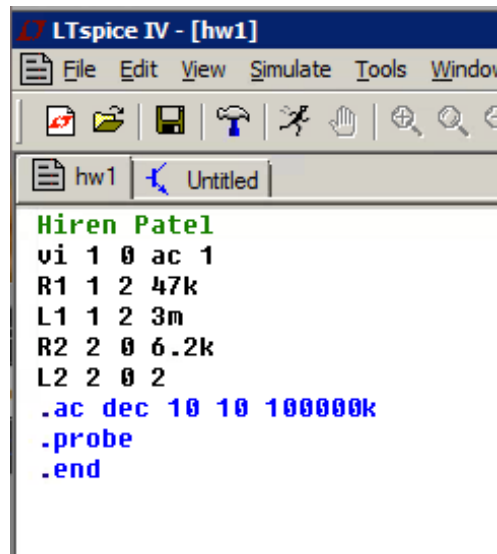 LTspice IV - [hw1]
File Edit View Simulate Tools
hw1 Untitled
Hiren Patel
vi 1 0 ac 1
R1 1 2 47k
L1 1 2 3m
R2 2 0 6.2k
L2 2 0 2
.ac dec 10 10 100000k
.probe
.end